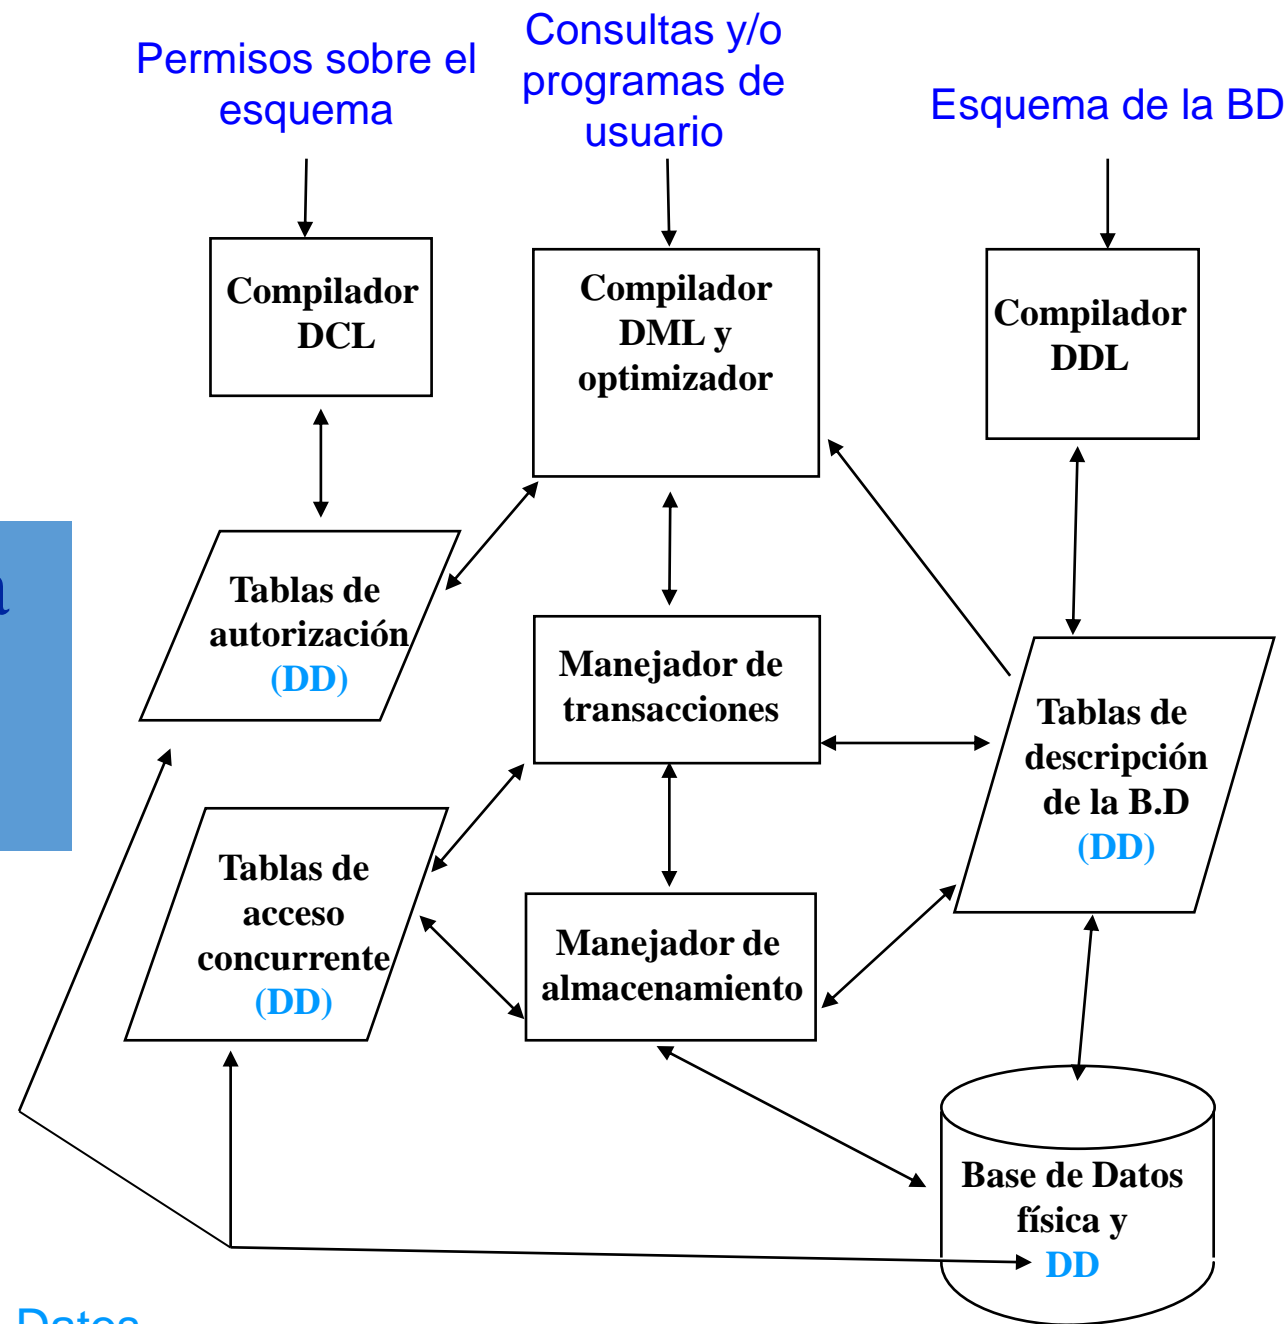 Permisos sobre el
esquema
Consultas y/o
programas de
usuario
Esquema de la BD
Compilador
DCL
Compilador
DML y
optimizador
Compilador
DDL
Tablas de
autorización
(DD)
Manejador de
transacciones
Tablas de
descripción
de la B.D
(DD)
Tablas de
acceso
concurrente
(DD)
Manejador de
almacenamiento
Base de Datos
física y
DD
Datos